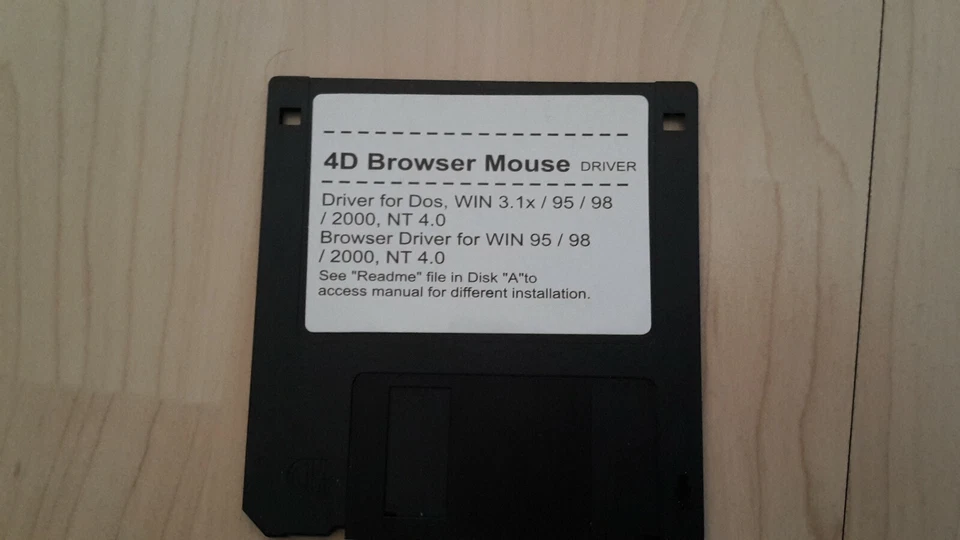 4D Browser Mouse DRIVER
Driver for Dos, WIN 3.1x / 95 / 98
/ 2000, NT 4.0
Browser Driver for WIN 95 / 98
/ 2000, NT 4.0
See "Readme" file in Disk "A"to
access manual for different installation.